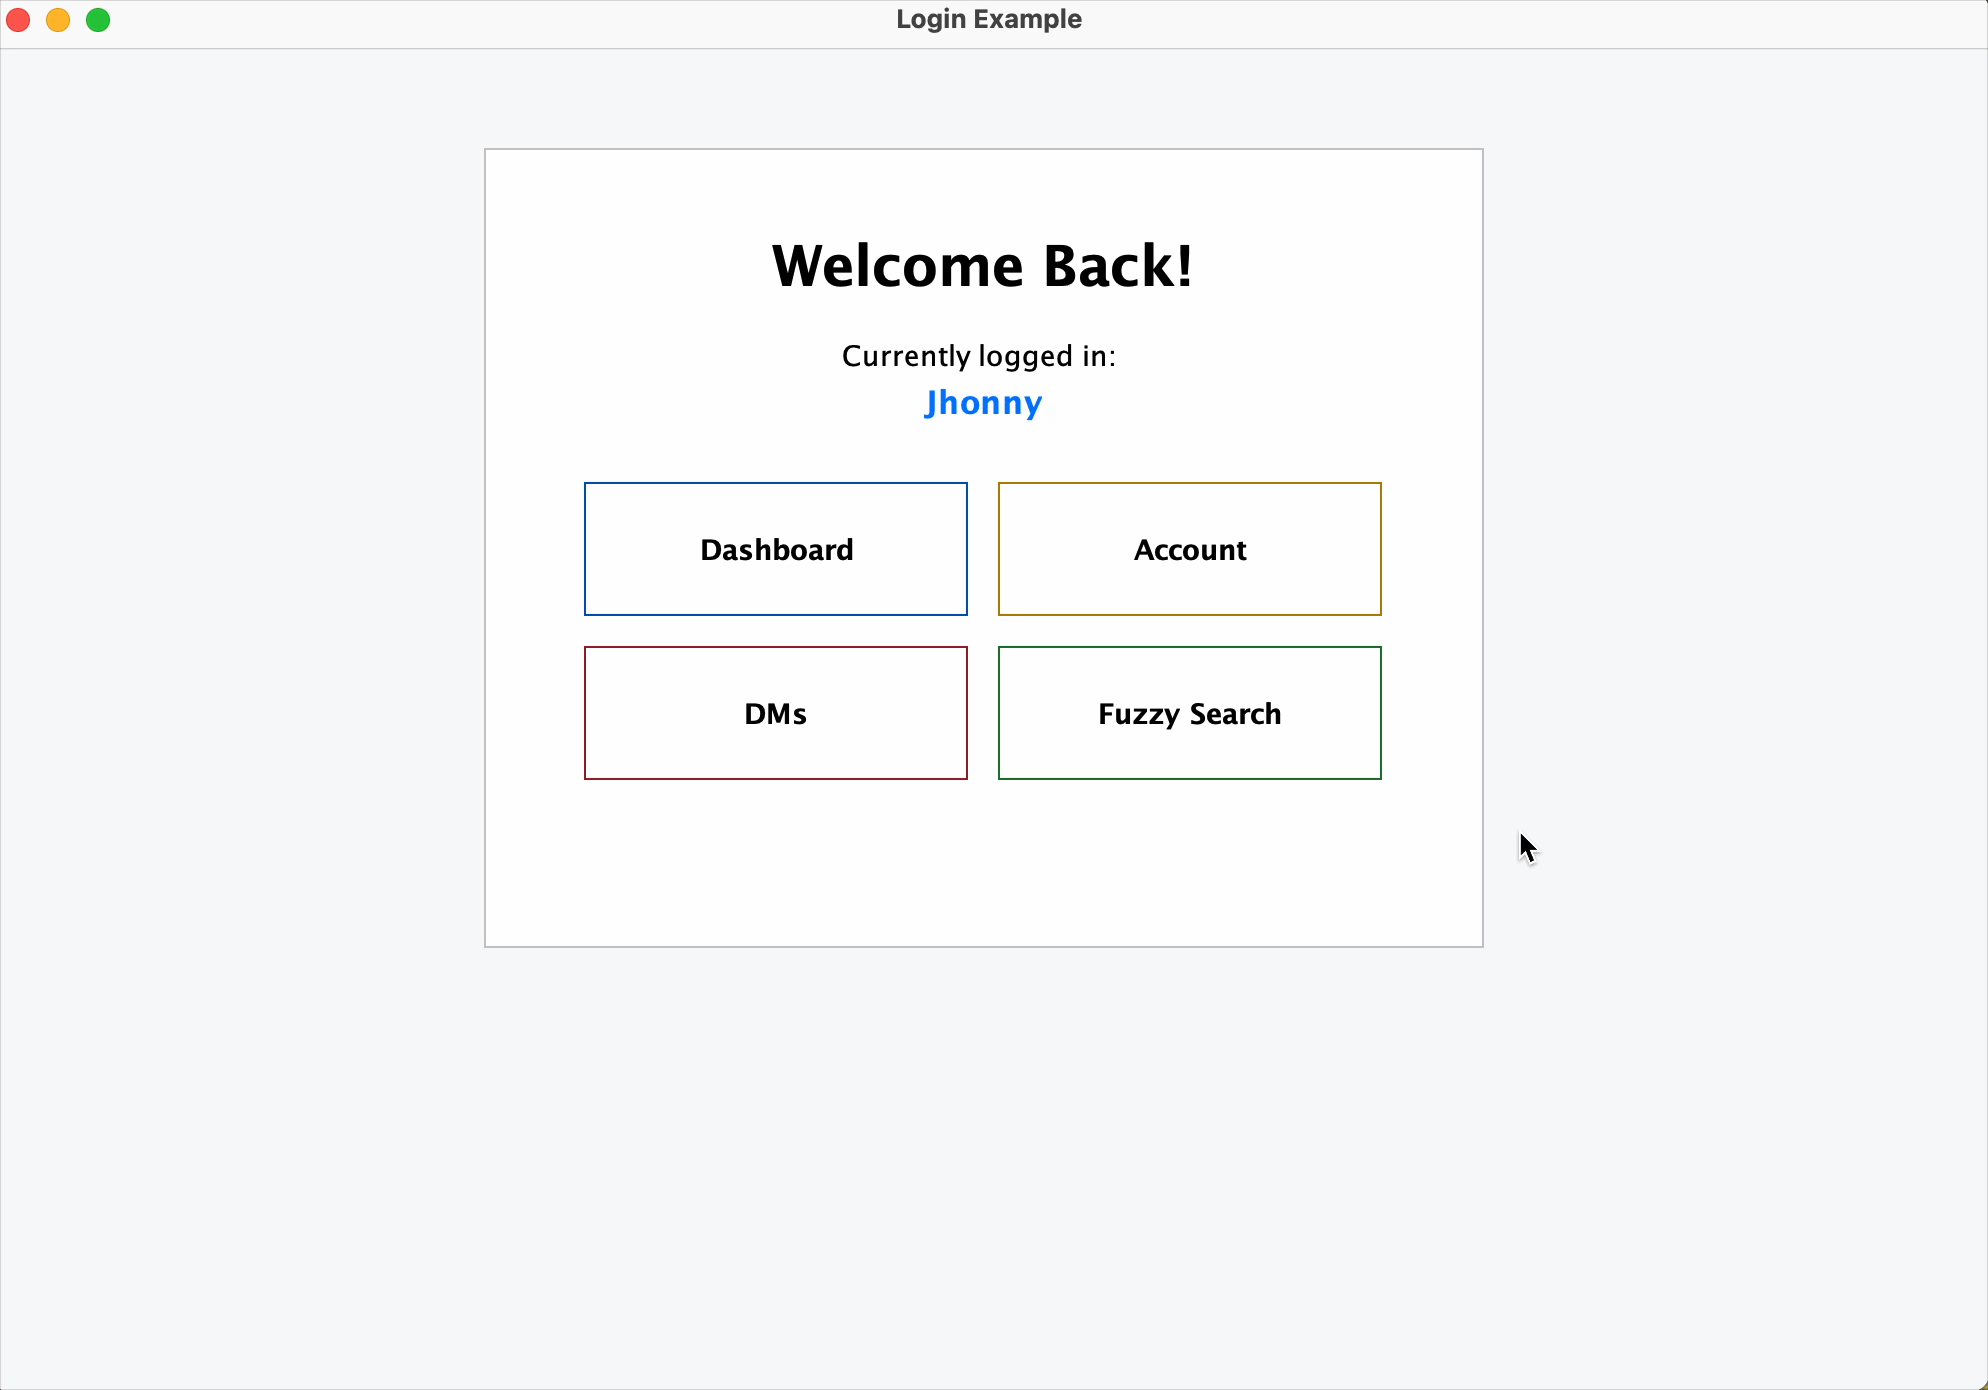 Login Example
Welcome Back!
Currently logged in:
Jhonny
Dashboard
Account
DMs
Fuzzy Search